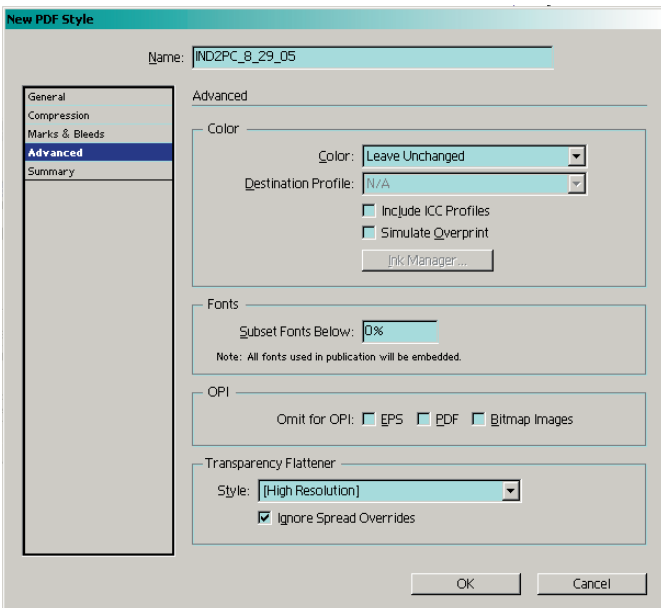 New PDF Style
Name: IND2PC_8_29_05
General
Compression
Marks & Bleeds
Advanced
Summary
Advanced
Color
Color: Leave Unchanged
Destination Profile: N/A
Include ICC Profiles
Simulate Overprint
Ink Manager...
Fonts
Subset Fonts Below: 0%
Note: All fonts used in publication will be embedded.
OPI
Omit for OPI: EPS PDF Bitmap Images
Transparency Flattener
Style: [High Resolution]
Ignore Spread Overrides
OK Cancel